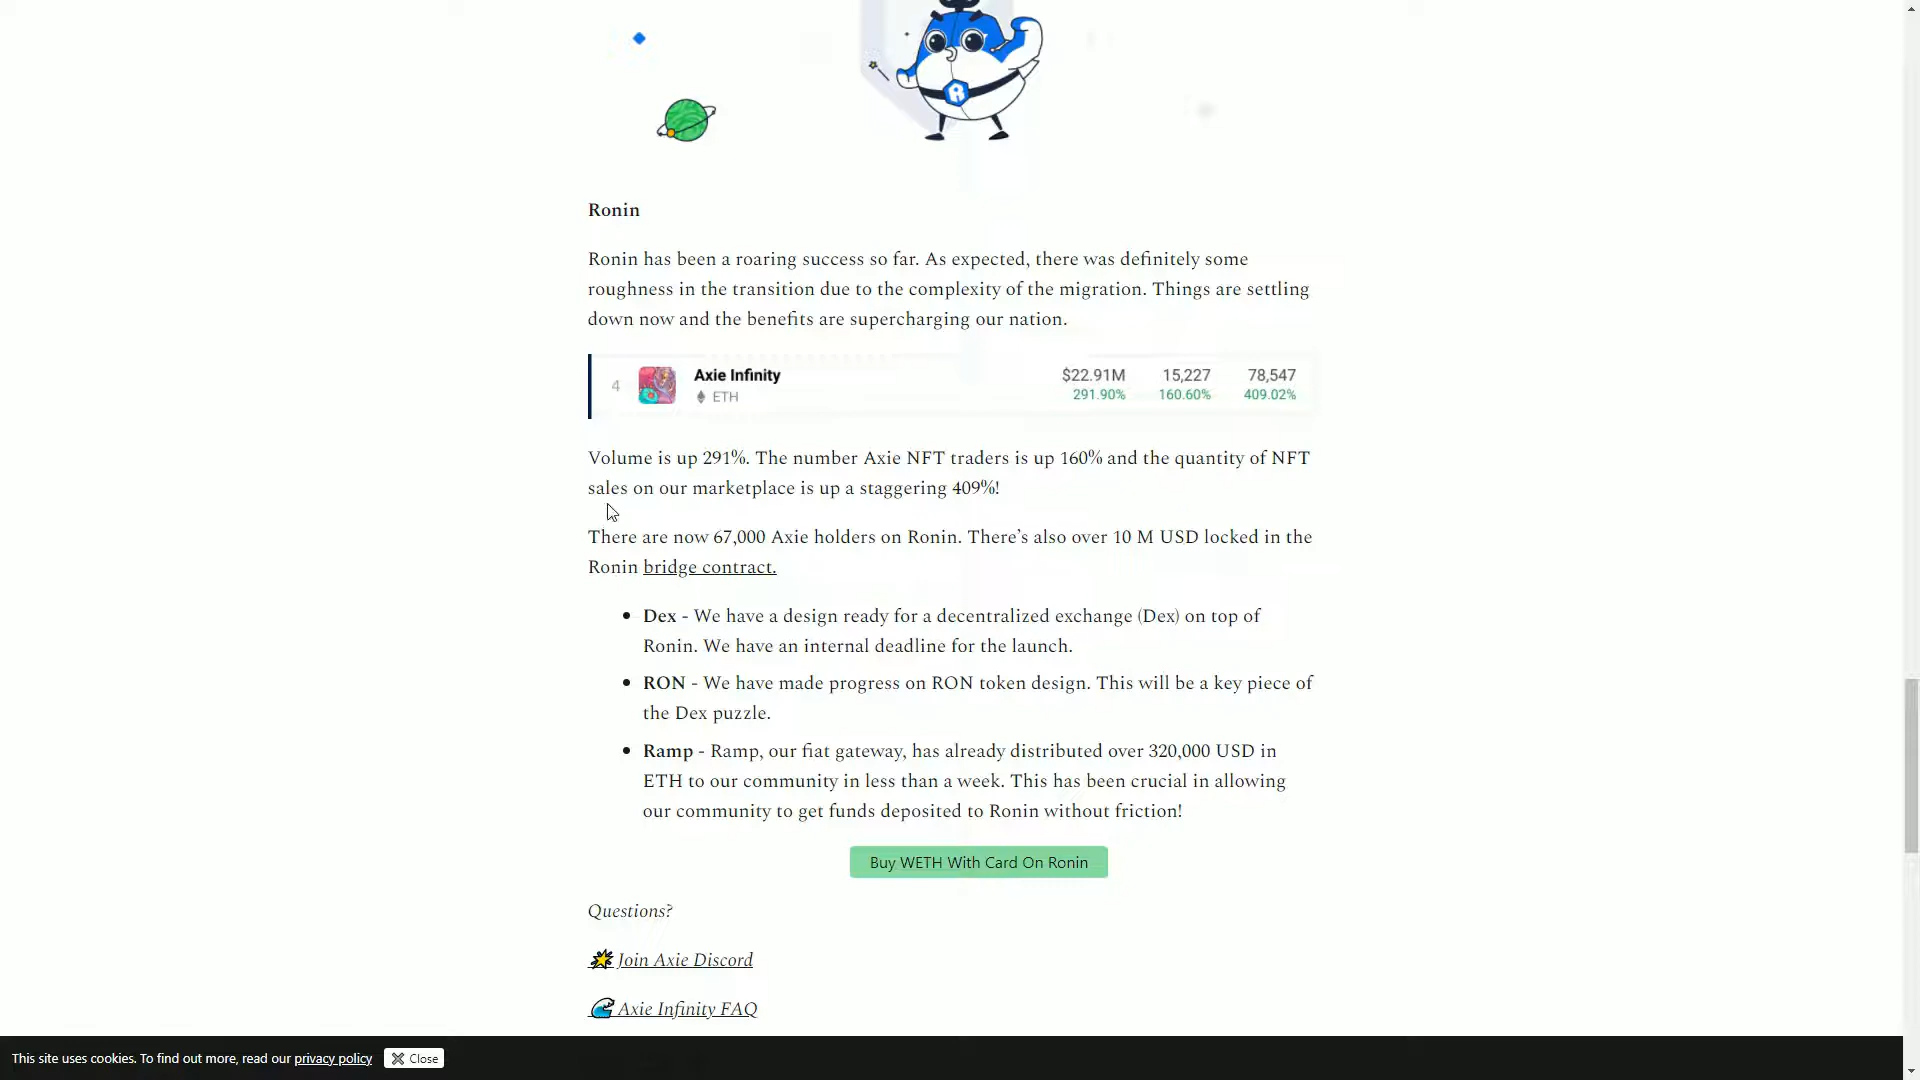 R
Ronin
Ronin has been a roaring success so far. As expected, there was definitely some
roughness in the transition due to the complexity of the migration. Things are settling
down now and the benefits are supercharging our nation.
4 Axie Infinity $22.91M 15,227 78,547
ETH 291.90% 160.60% 409.02%
Volume is up 291%. The number Axie NFT traders is up 160% and the quantity of NFT
sales on our marketplace is up a staggering 409%!
There are now 67,000 Axie holders on Ronin. There’s also over 10 M USD locked in the
Ronin bridge contract.
• Dex - We have a design ready for a decentralized exchange (Dex) on top of
Ronin. We have an internal deadline for the launch.
• RON - We have made progress on RON token design. This will be a key piece of
the Dex puzzle.
• Ramp - Ramp, our fiat gateway, has already distributed over 320,000 USD in
ETH to our community in less than a week. This has been crucial in allowing
our community to get funds deposited to Ronin without friction!
Buy WETH With Card On Ronin
Questions?
Join Axie Discord
Axie Infinity FAQ
This site uses cookies. To find out more, read our privacy policy Close